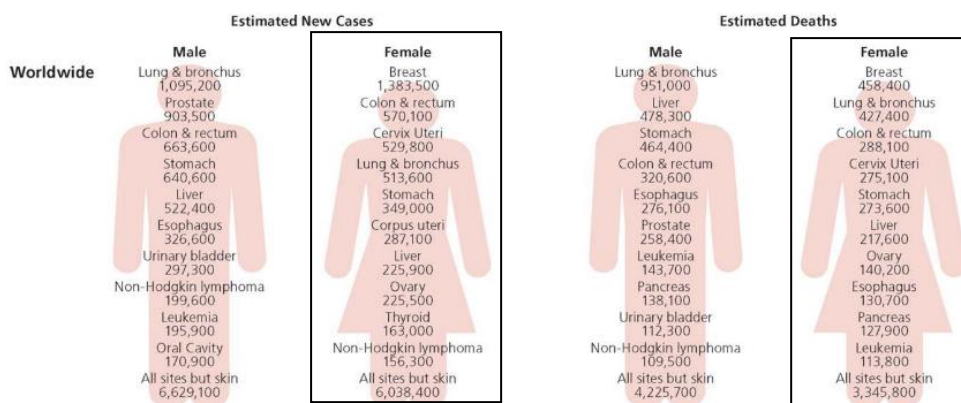 Estimated New Cases
Estimated Deaths
Worldwide
Male
Lung & bronchus
1,095,200
Prostate
903,500
Colon & rectum
663,600
Stomach
640,600
Liver
522,400
Esophagus
326,600
Urinary bladder
297,300
Non-Hodgkin lymphoma
199,600
Leukemia
195,900
Oral Cavity
170,900
All sites but skin
6,629,100
Female
Breast
1,383,500
Colon & rectum
570,100
Cervix Uteri
529,800
Lung & bronchus
513,600
Stomach
349,000
Corpus uteri
287,100
Liver
225,900
Ovary
225,500
Thyroid
163,000
Non-Hodgkin lymphoma
156,300
All sites but skin
6,038,400
Male
Lung & bronchus
951,000
Liver
478,300
Stomach
464,400
Colon & rectum
320,600
Esophagus
276,100
Prostate
258,400
Leukemia
143,700
Pancreas
138,100
Urinary bladder
112,300
Non-Hodgkin lymphoma
109,500
All sites but skin
4,225,700
Female
Breast
458,400
Lung & bronchus
427,400
Colon & rectum
288,100
Cervix Uteri
275,100
Stomach
273,600
Liver
217,600
Ovary
140,200
Esophagus
130,700
Pancreas
127,900
Leukemia
113,800
All sites but skin
3,345,800